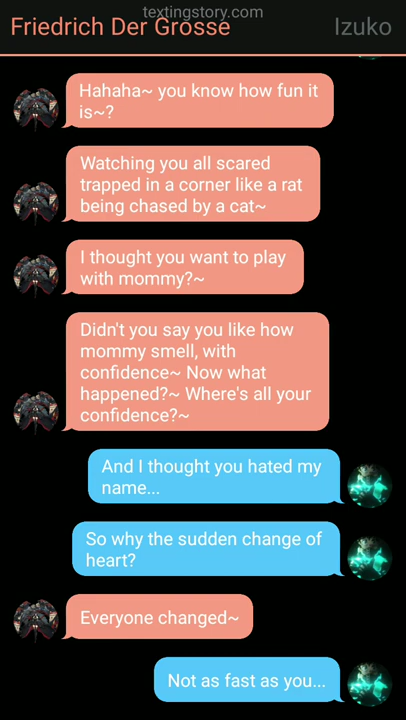 textingstory.com
Friedrich Der Grosse
Izuko
Hahaha~ you know how fun it
is~?
Watching you all scared
trapped in a corner like a rat
being chased by a cat~
I thought you want to play
with mommy?~
Didn't you say you like how
mommy smell, with
confidence~ Now what
happened?~ Where's all your
confidence?~
And I thought you hated my
name...
So why the sudden change of
heart?
Everyone changed~
Not as fast as you...